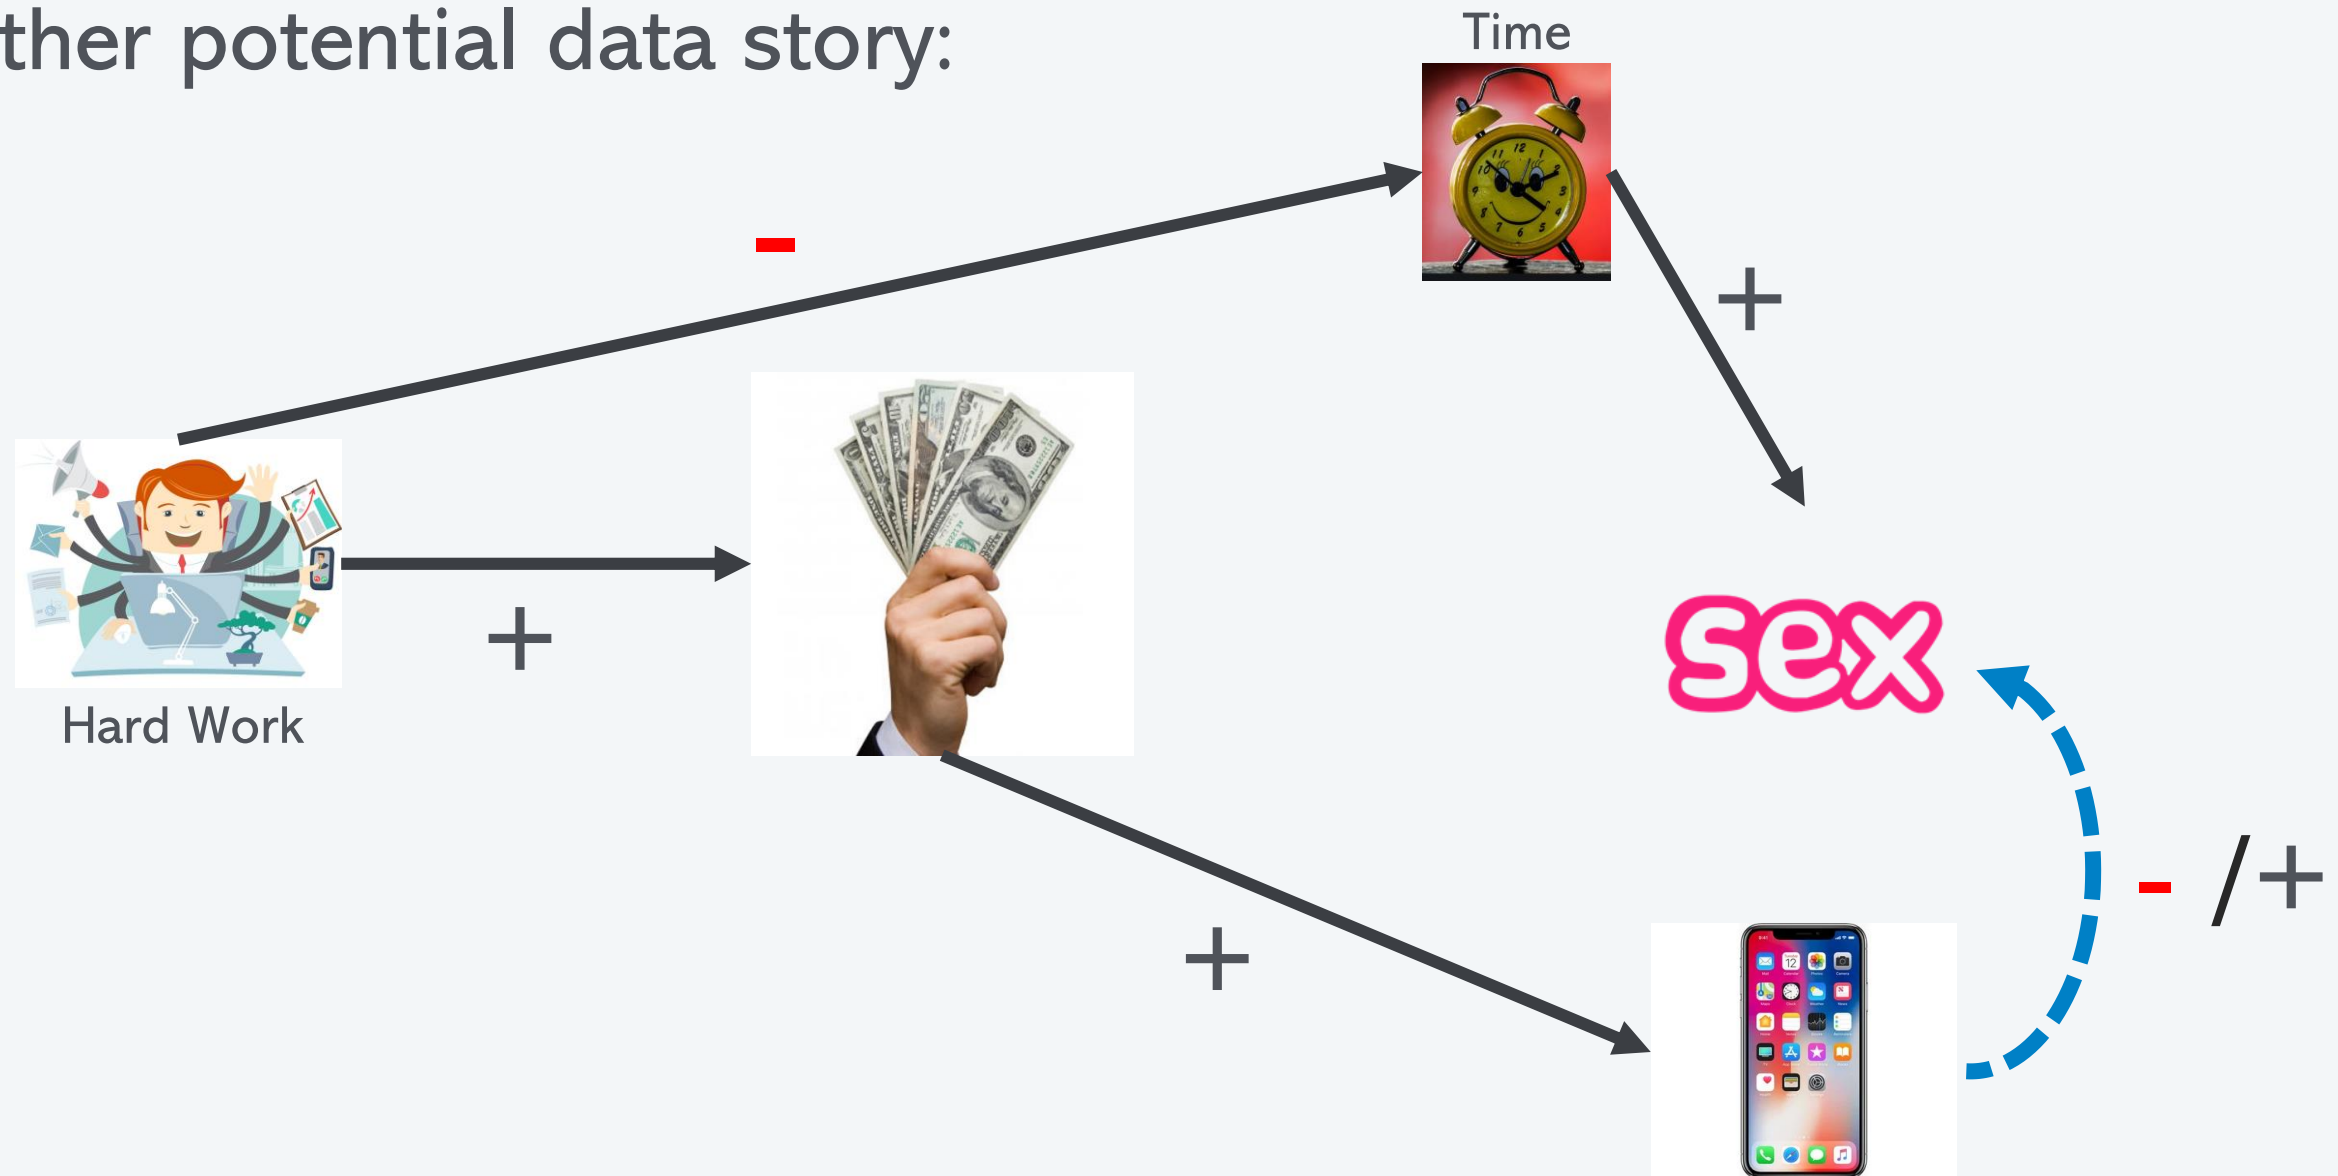 ther potential data story:
Time
-
+
+
Hard Work
sex
- /+
+